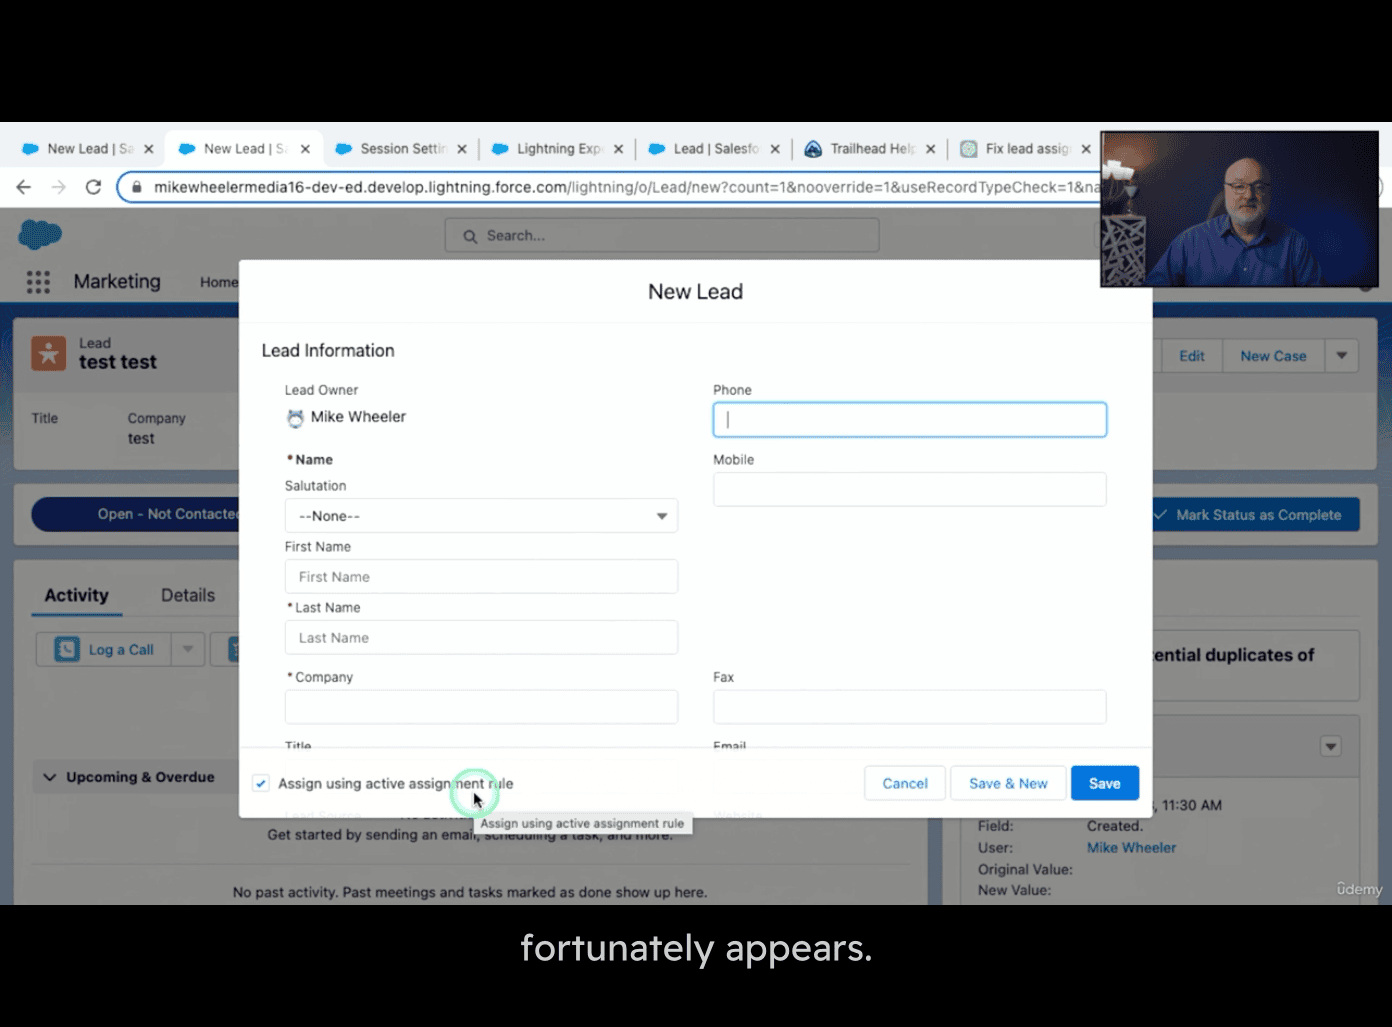 New Lead | Sa
New Lead | S
Session Settin
Lightning Exp
Lead | Salesfo
Trailhead Help
Fix lead assig
mikewheelermedia16-dev-ed.develop.lightning.force.com/lightning/o/Lead/new?count=1&nooverride=1&useRecordTypeCheck=1&na
Search...
Marketing
Home
New Lead
Lead
test test
Edit
New Case
Title
Company
test
Lead Information
Lead Owner
Mike Wheeler
Phone
*Name
Mobile
Salutation
--None--
First Name
First Name
*Last Name
Last Name
*Company
Fax
Title
Email
Open - Not Contacted
Mark Status as Complete
Activity
Details
Log a Call
ential duplicates of
Upcoming & Overdue
Assign using active assignment rule
Cancel
Save & New
Save
Assign using active assignment rule
Lead Source
Website
Get started by sending an email, scheduling a task, and more.
No past activity. Past meetings and tasks marked as done show up here.
, 11:30 AM
Field:
Created.
User:
Mike Wheeler
Original Value:
New Value:
ûdemy
fortunately appears.